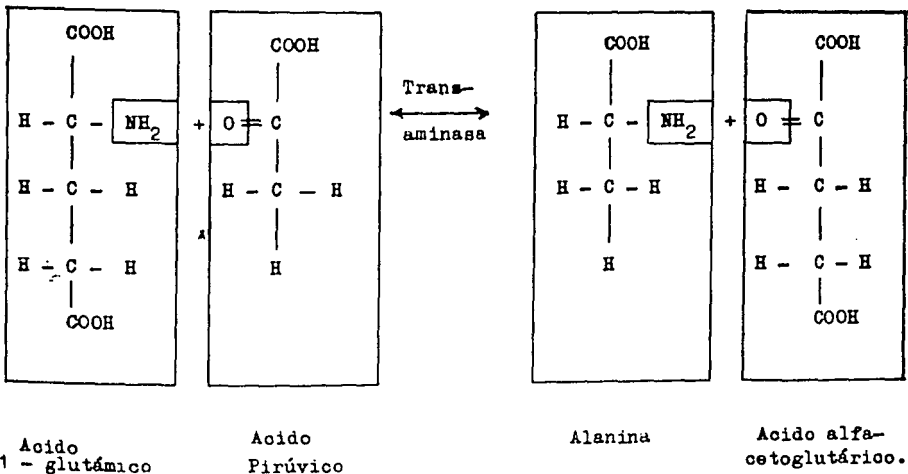 COOH COOH COOH COOH
H - C - NH2 + O = C Trans- H - C - NH2 + O = C
aminasa
H - C - H H - C - H H - C - H H - C - H
H - C - H H H H - C - H
COOH COOH
Acido Acido Alanina Acido alfa-
1 - glutámico Pirúvico cetoglutárico.